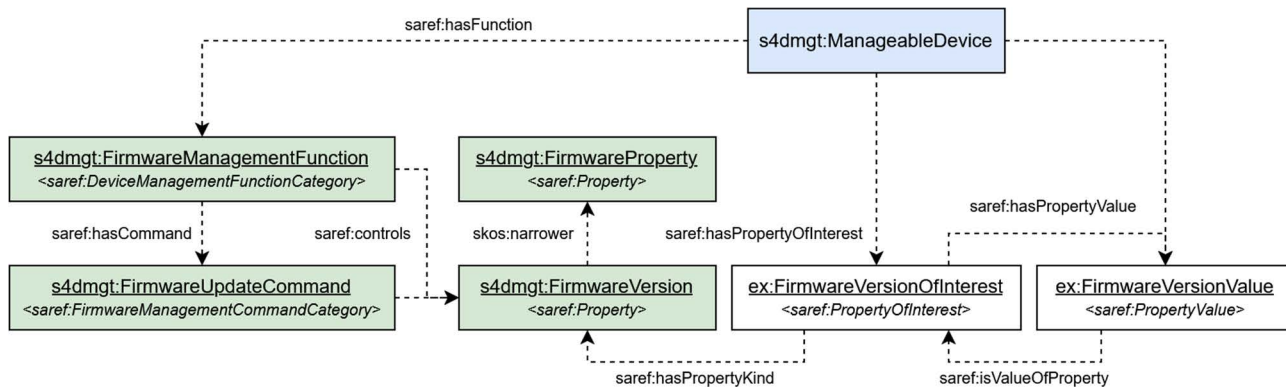 saref:hasFunction
s4dmgt:ManageableDevice
s4dmgt:FirmwareManagementFunction
<saref:DeviceManagementFunctionCategory>
s4dmgt:FirmwareProperty
<saref:Property>
saref:hasPropertyValue
saref:hasCommand
saref:controls
skos:narrower
saref:hasPropertyOfInterest
s4dmgt:FirmwareUpdateCommand
<saref:FirmwareManagementCommandCategory>
s4dmgt:FirmwareVersion
<saref:Property>
ex:FirmwareVersionOfInterest
<saref:PropertyOfInterest>
ex:FirmwareVersionValue
<saref:PropertyValue>
saref:hasPropertyKind
saref:isValueOfProperty